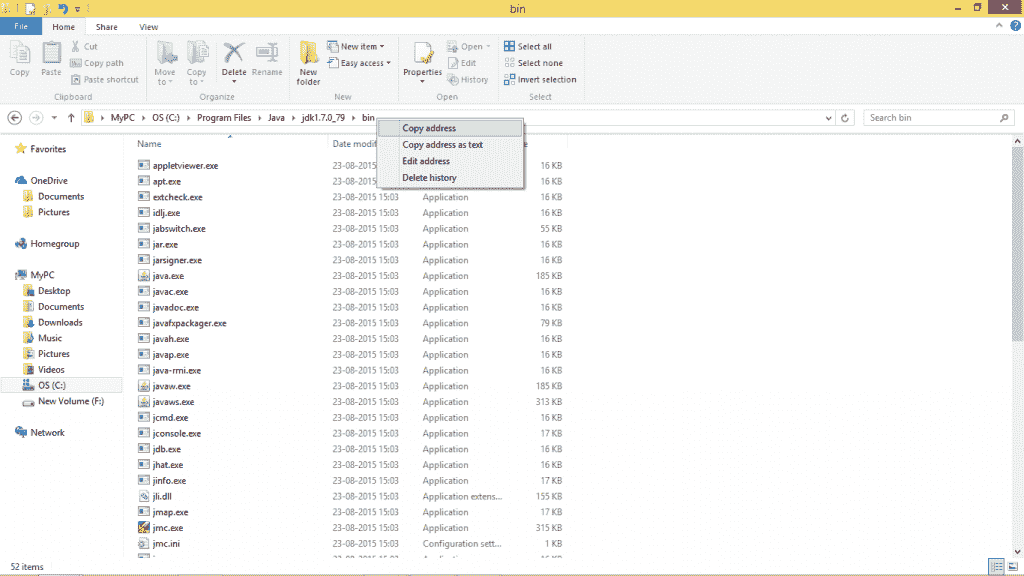 bin
File Home Share View
Copy Paste Cut Copy path Paste shortcut Move to Copy to Delete Rename New folder New item Easy access Properties Open Edit History Select all Select none Invert selection
Clipboard Organize New Open Select
MyPC OS (C:) Program Files Java jdk1.7.0_79 bin Search bin
Copy address
Copy address as text
Edit address
Delete history
Favorites
OneDrive
Documents
Pictures
Homegroup
MyPC
Desktop
Documents
Downloads
Music
Pictures
Videos
OS (C:)
New Volume (F:)
Network
Name Date modif
appletviewer.exe 23-08-2015 16 KB
apt.exe 23-08-2015 16 KB
extcheck.exe 23-08-2015 15:03 Application 16 KB
idlj.exe 23-08-2015 15:03 Application 16 KB
jabswitch.exe 23-08-2015 15:03 Application 55 KB
jar.exe 23-08-2015 15:03 Application 16 KB
jarsigner.exe 23-08-2015 15:03 Application 16 KB
java.exe 23-08-2015 15:03 Application 185 KB
javac.exe 23-08-2015 15:03 Application 16 KB
javadoc.exe 23-08-2015 15:03 Application 16 KB
javafxpackager.exe 23-08-2015 15:03 Application 79 KB
javah.exe 23-08-2015 15:03 Application 16 KB
javap.exe 23-08-2015 15:03 Application 16 KB
java-rmi.exe 23-08-2015 15:03 Application 16 KB
javaw.exe 23-08-2015 15:03 Application 185 KB
javaws.exe 23-08-2015 15:03 Application 313 KB
jcmd.exe 23-08-2015 15:03 Application 16 KB
jconsole.exe 23-08-2015 15:03 Application 17 KB
jdb.exe 23-08-2015 15:03 Application 16 KB
jhat.exe 23-08-2015 15:03 Application 16 KB
jinfo.exe 23-08-2015 15:03 Application 17 KB
jli.dll 23-08-2015 15:03 Application extens... 155 KB
jmap.exe 23-08-2015 15:03 Application 17 KB
jmc.exe 23-08-2015 15:03 Application 315 KB
jmc.ini 23-08-2015 15:03 Configuration sett... 1 KB
52 items